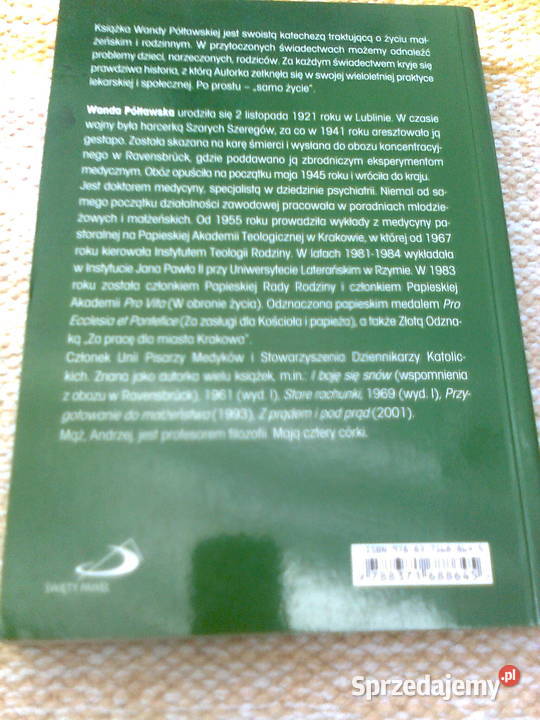 Książka Wandy Półtawskiej jest swoistą katechezą traktującą o życiu mał-
żeńskim i rodzinnym. W przytoczonych świadectwach możemy odnaleźć
problemy dzieci, narzeczonych, rodziców. Za każdym świadectwem kryje się
prawdziwa historia, z którą Autorka zetknęła się w swojej wieloletniej praktyce
lekarskiej i społecznej. Po prostu – „samo życie".
Wanda Półtawska urodziła się 2 listopada 1921 roku w Lublinie. W czasie
wojny była harcerką Szarych Szeregów, za co w 1941 roku aresztowała ją
gestapo. Została skazana na karę śmierci i wysłana do obozu koncentracyj-
nego w Ravensbrück, gdzie poddawano ją zbrodniczym eksperymentom
medycznym. Obóz opuściła na początku maja 1945 roku i wróciła do kraju.
Jest doktorem medycyny, specjalistą w dziedzinie psychiatrii. Niemal od sa-
mego początku działalności zawodowej pracowała w poradniach młodzie-
żowych i małżeńskich. Od 1955 roku prowadziła wykłady z medycyny pa-
storalnej na Papieskiej Akademii Teologicznej w Krakowie, w której od 1967
roku kierowała Instytutem Teologii Rodziny. W latach 1981-1984 wykładała
w Instytucie Jana Pawła II przy Uniwersytecie Laterańskim w Rzymie. W 1983
roku została członkiem Papieskiej Rady Rodziny i członkiem Papieskiej
Akademii Pro Vita (W obronie życia). Odznaczona papieskim medalem Pro
Ecclesia et Pontefice (Za zasługi dla Kościoła i papieża), a także Złotą Odzna-
ką „Za pracę dla miasta Krakowa".
Członek Unii Pisarzy Medyków i Stowarzyszenia Dziennikarzy Katolic-
kich. Znana jako autorka wielu książek, m.in.: I boję się snów (wspomnienia
z obozu w Ravensbrück), 1961 (wyd. I), Stare rachunki, 1969 (wyd. I), Przy-
gotowanie do małżeństwa (1993), Z prądem i pod prąd (2001).
Mąż, Andrzej, jest profesorem filozofii. Mają cztery córki.
ISBN
9 788371 688645
ŚWIĘTY PAWEŁ
Sprzedajemy.pl